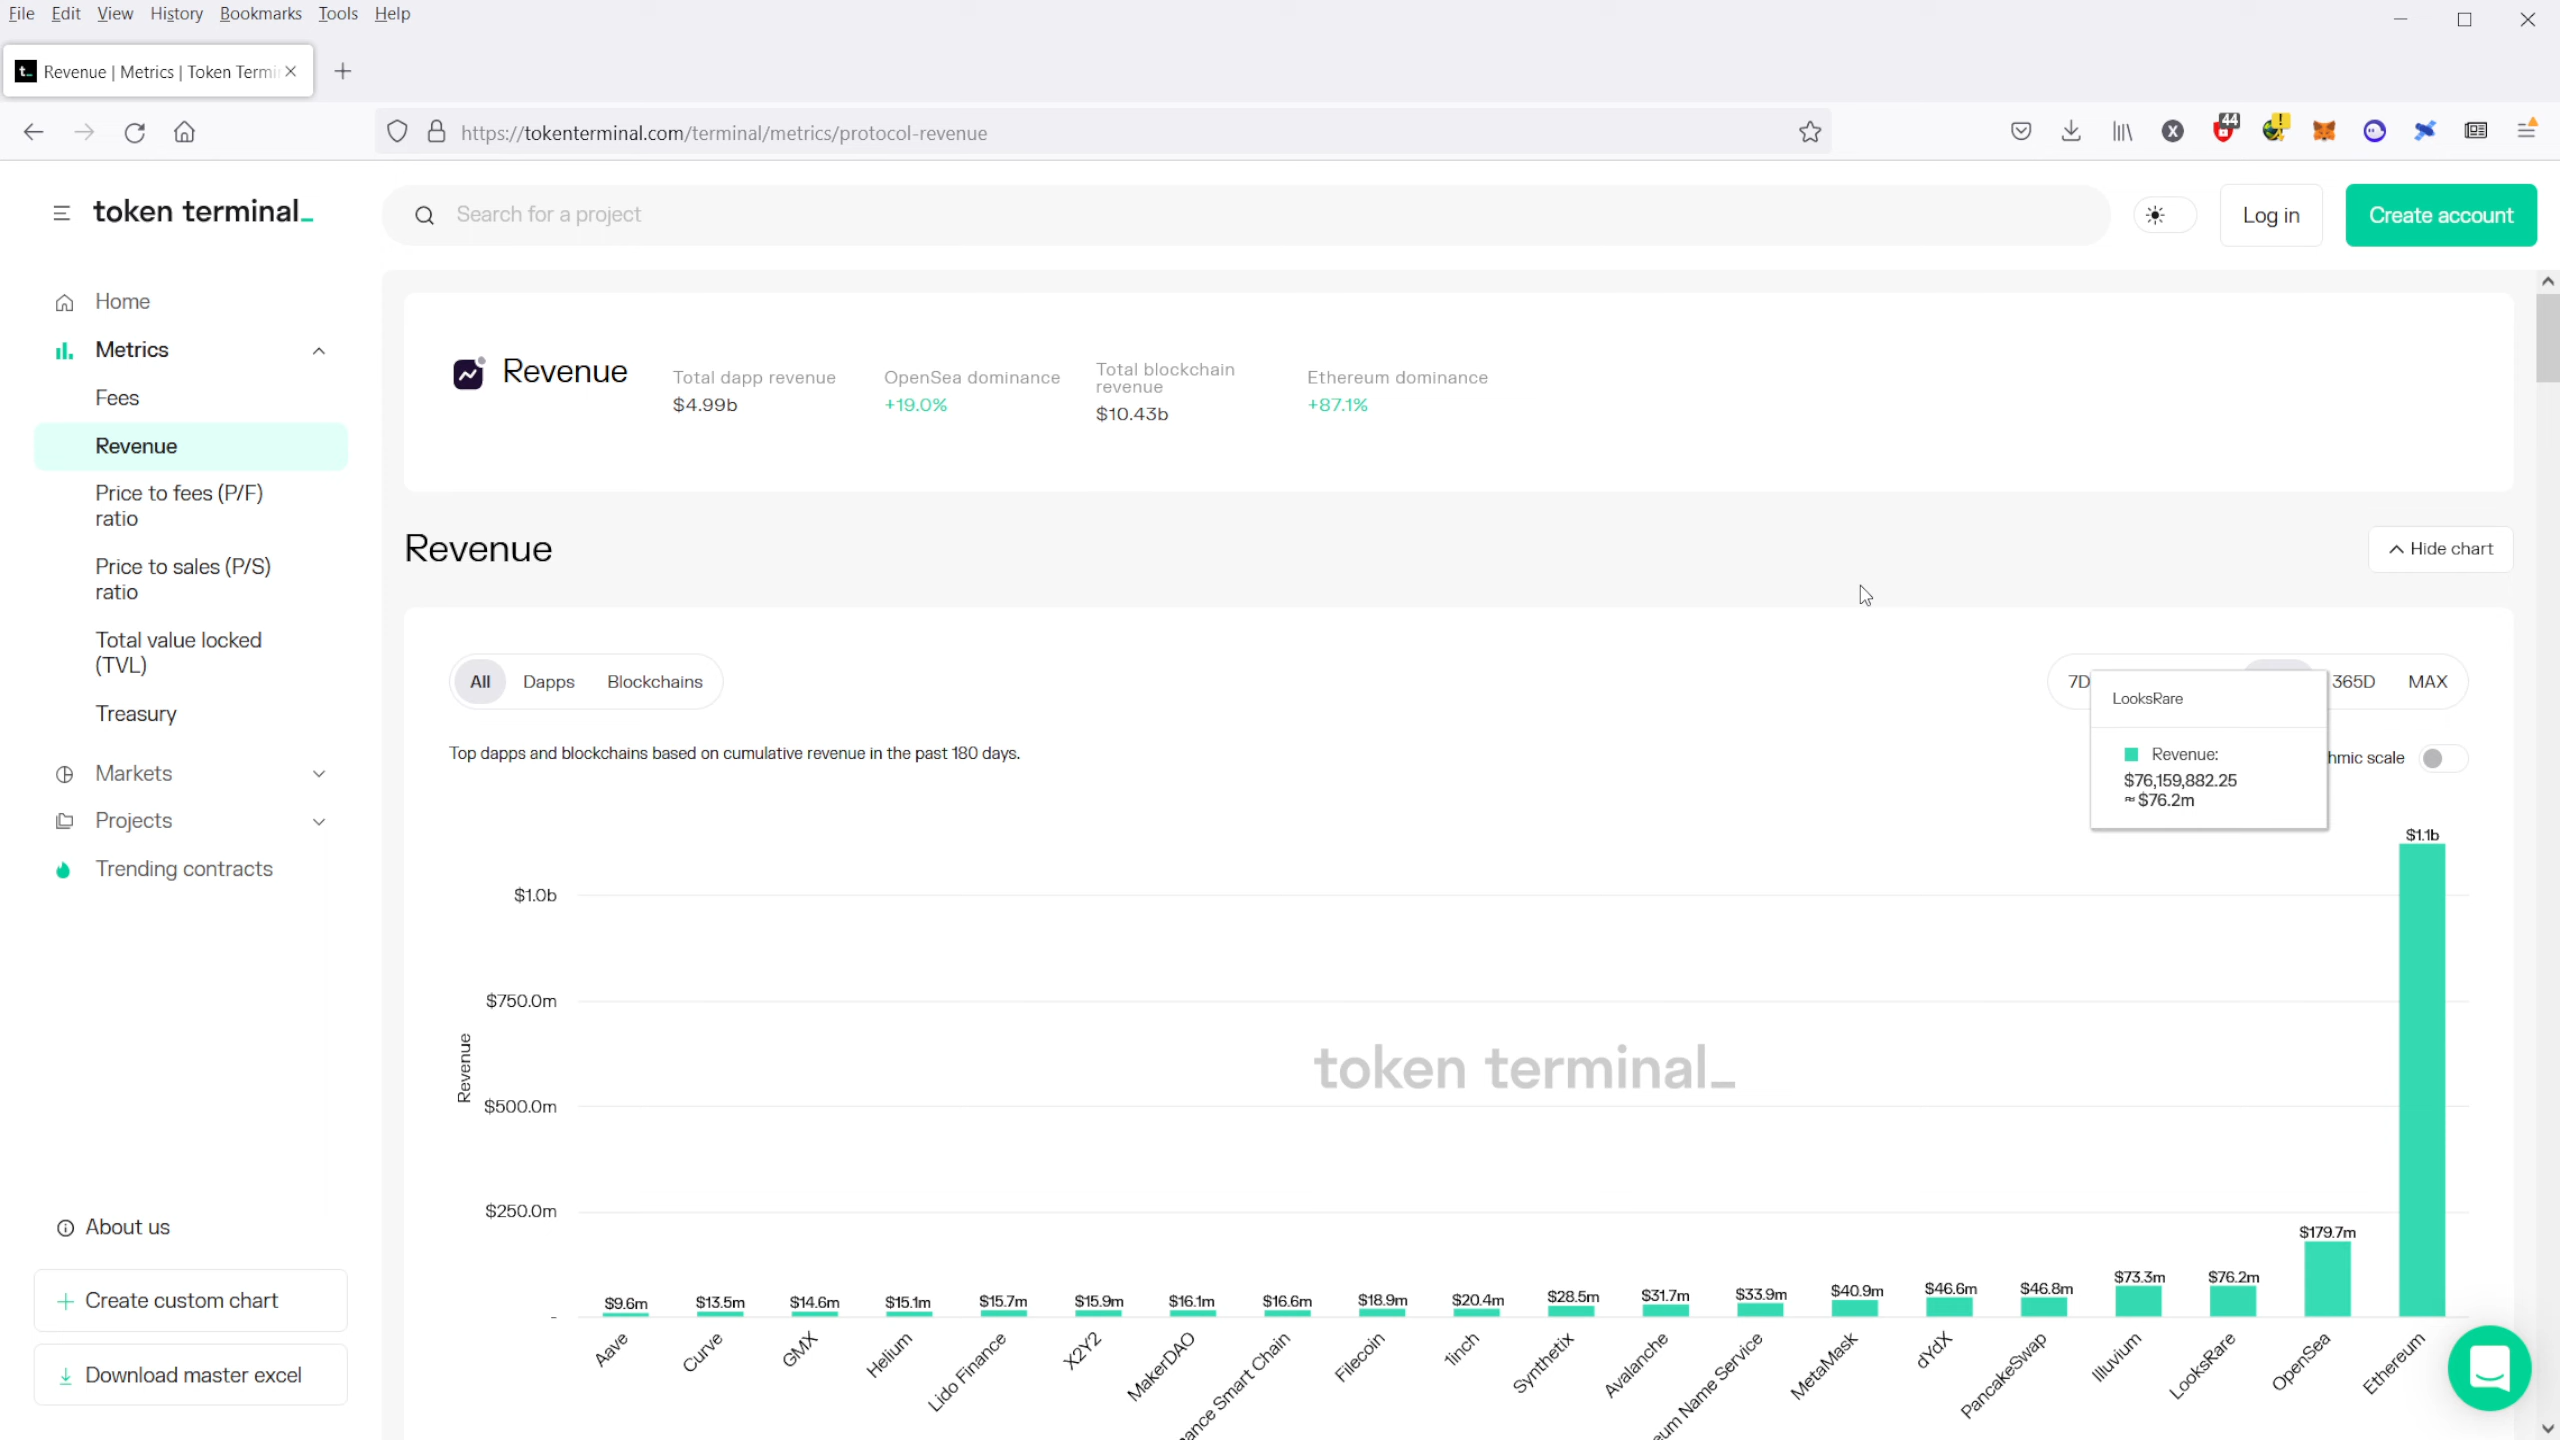 File Edit View History Bookmarks Tools Help
t_ Revenue | Metrics | Token Termi
https://tokenterminal.com/terminal/metrics/protocol-revenue
44
token terminal_
Search for a project
Log in
Create account
Home
Metrics
Fees
Revenue
Price to fees (P/F)
ratio
Price to sales (P/S)
ratio
Total value locked
(TVL)
Treasury
Markets
Projects
Trending contracts
About us
Create custom chart
Download master excel
Revenue
Total dapp revenue
$4.99b
OpenSea dominance
+19.0%
Total blockchain
revenue
$10.43b
Ethereum dominance
+87.1%
Revenue
Hide chart
All Dapps Blockchains
7D 365D MAX
Top dapps and blockchains based on cumulative revenue in the past 180 days.
hmic scale
LooksRare
Revenue:
$76,159,882.25
≈ $76.2m
$1.0b
$750.0m
$500.0m
$250.0m
-
Revenue
token terminal_
$9.6m $13.5m $14.6m $15.1m $15.7m $15.9m $16.1m $16.6m $18.9m $20.4m $28.5m $31.7m $33.9m $40.9m $46.6m $46.8m $73.3m $76.2m $179.7m $1.1b
Aave Curve GMX Helium Lido Finance X2Y2 MakerDAO ance Smart Chain Filecoin 1inch Synthetix Avalanche eum Name Service MetaMask dYdX PancakeSwap Illuvium LooksRare OpenSea Ethereum